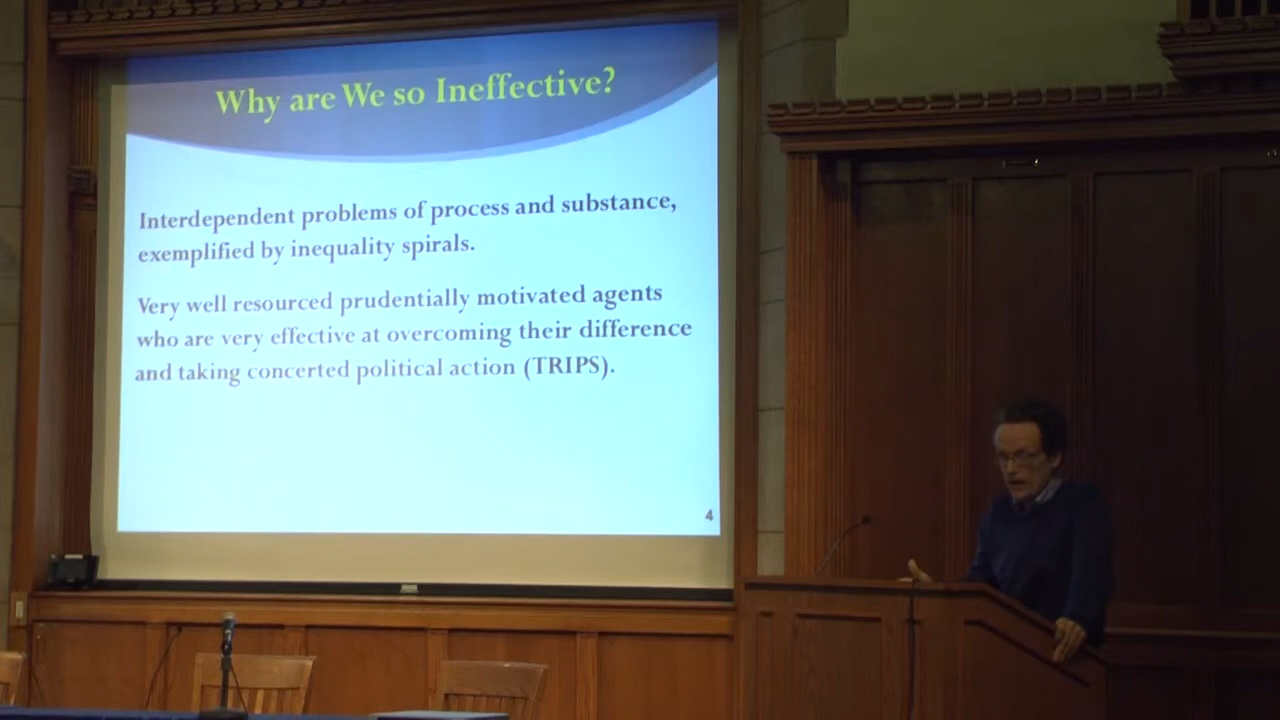 Why are We so Ineffective?
Interdependent problems of process and substance,
exemplified by inequality spirals.
Very well resourced prudentially motivated agents
who are very effective at overcoming their difference
and taking concerted political action (TRIPS).
4